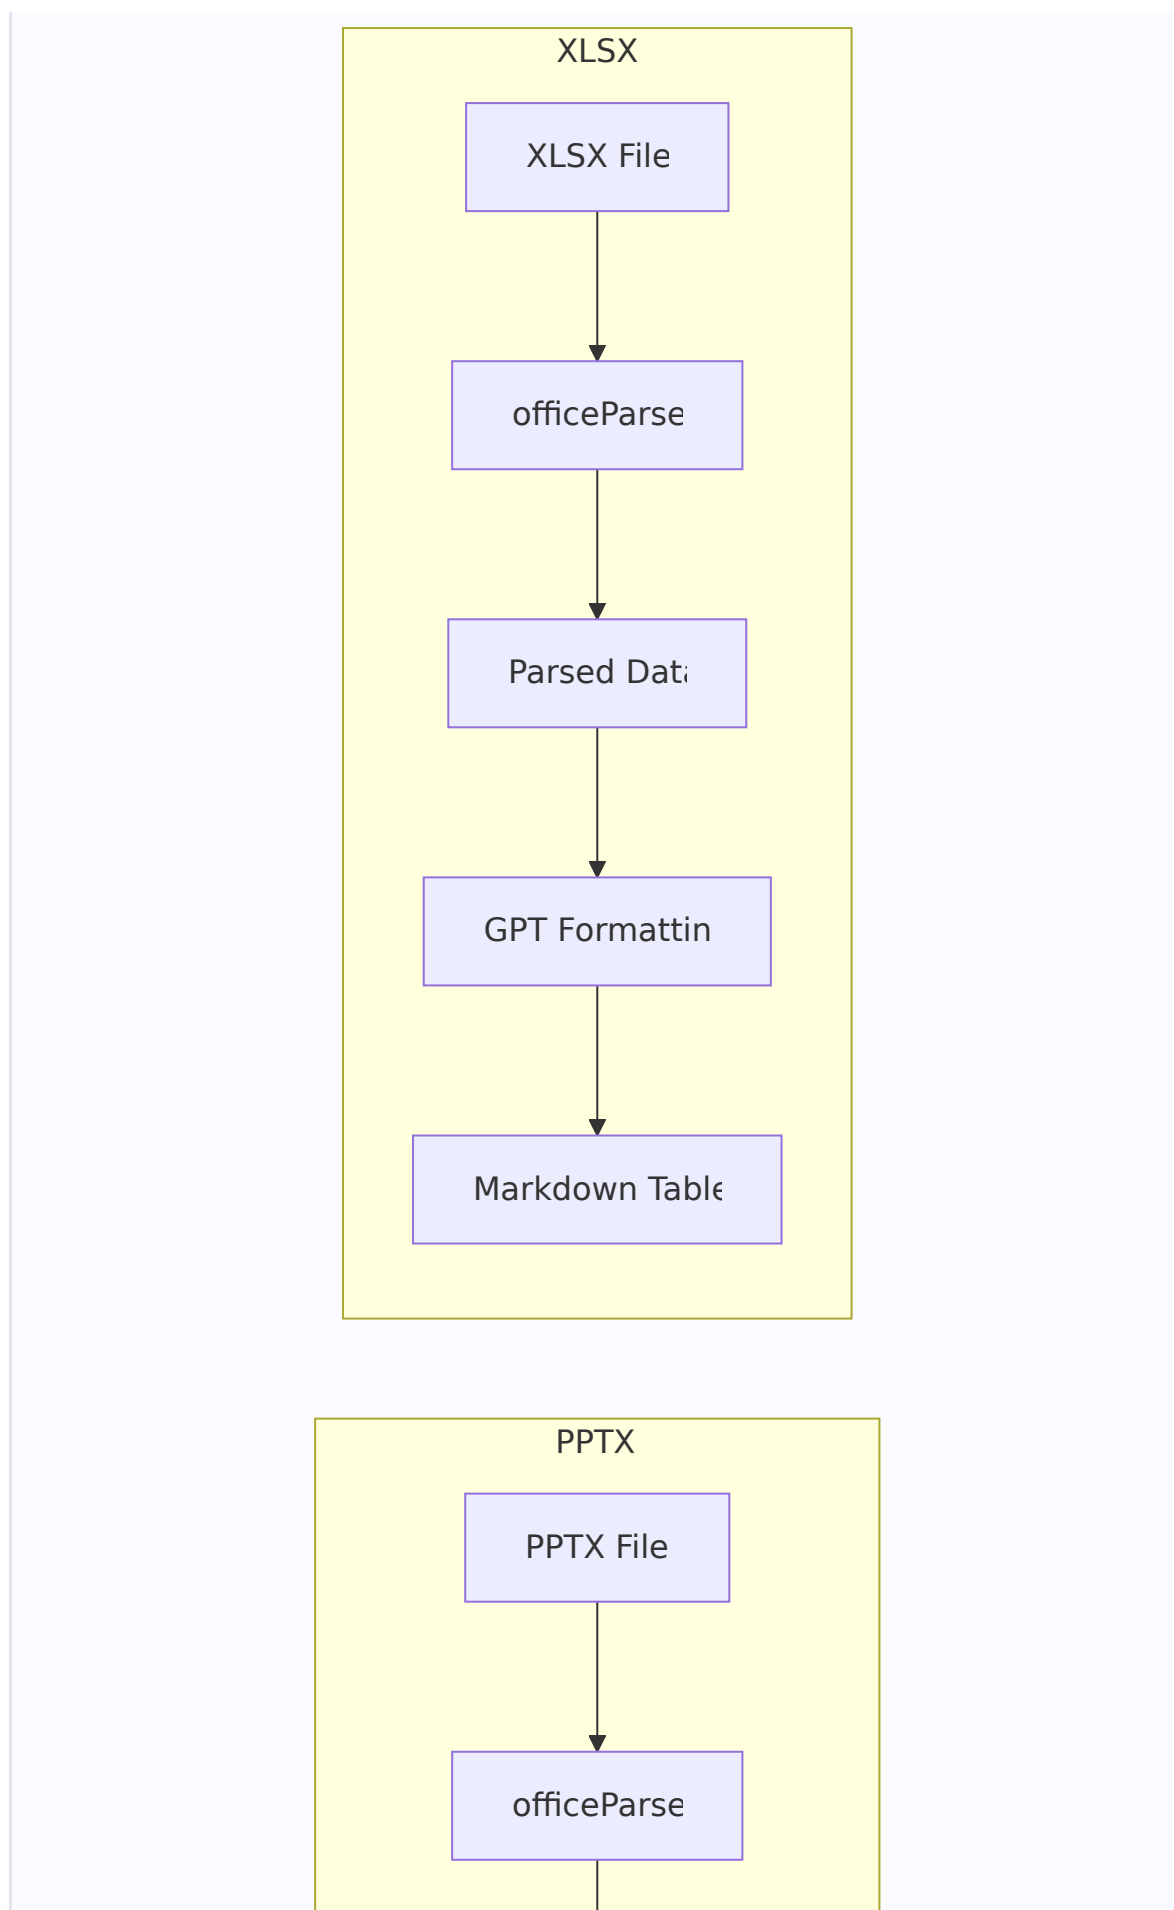 XLSX
XLSX File
officeParse
Parsed Data
GPT Formattin
Markdown Table
PPTX
PPTX File
officeParse